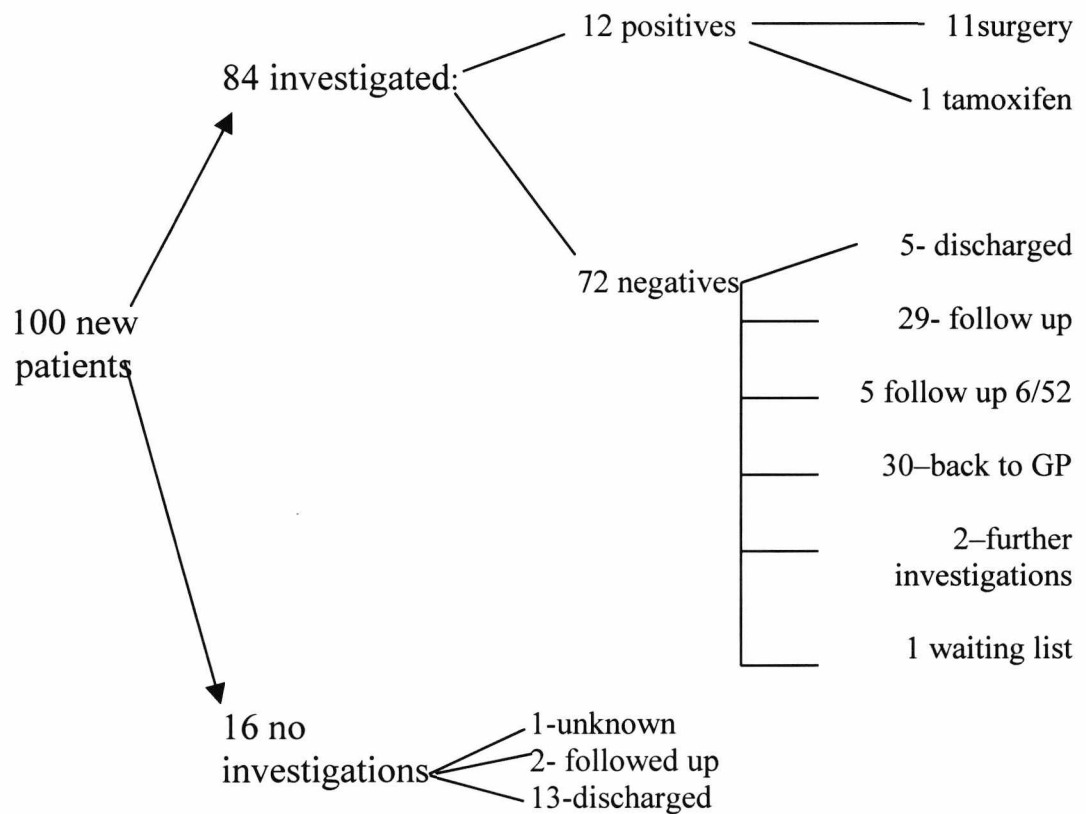 12 positives
11surgery
84 investigated:
1 tamoxifen
5- discharged
72 negatives
29- follow up
100 new
patients
5 follow up 6/52
30–back to GP
2–further
investigations
1 waiting list
16 no
investigations
1-unknown
2- followed up
13-discharged